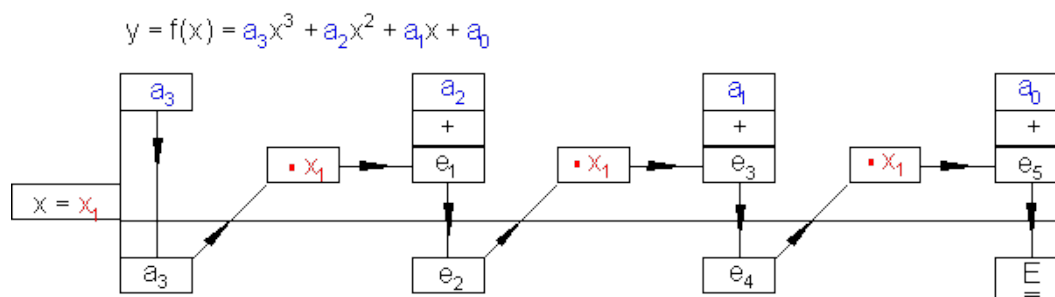 y = f(x) = a₃x³ + a₂x² + a₁x + a₀
a₃ a₂ a₁ a₀
+ + +
· x₁ e₁ · x₁ e₃ · x₁ e₅
x = x₁
a₃ e₂ e₄ E